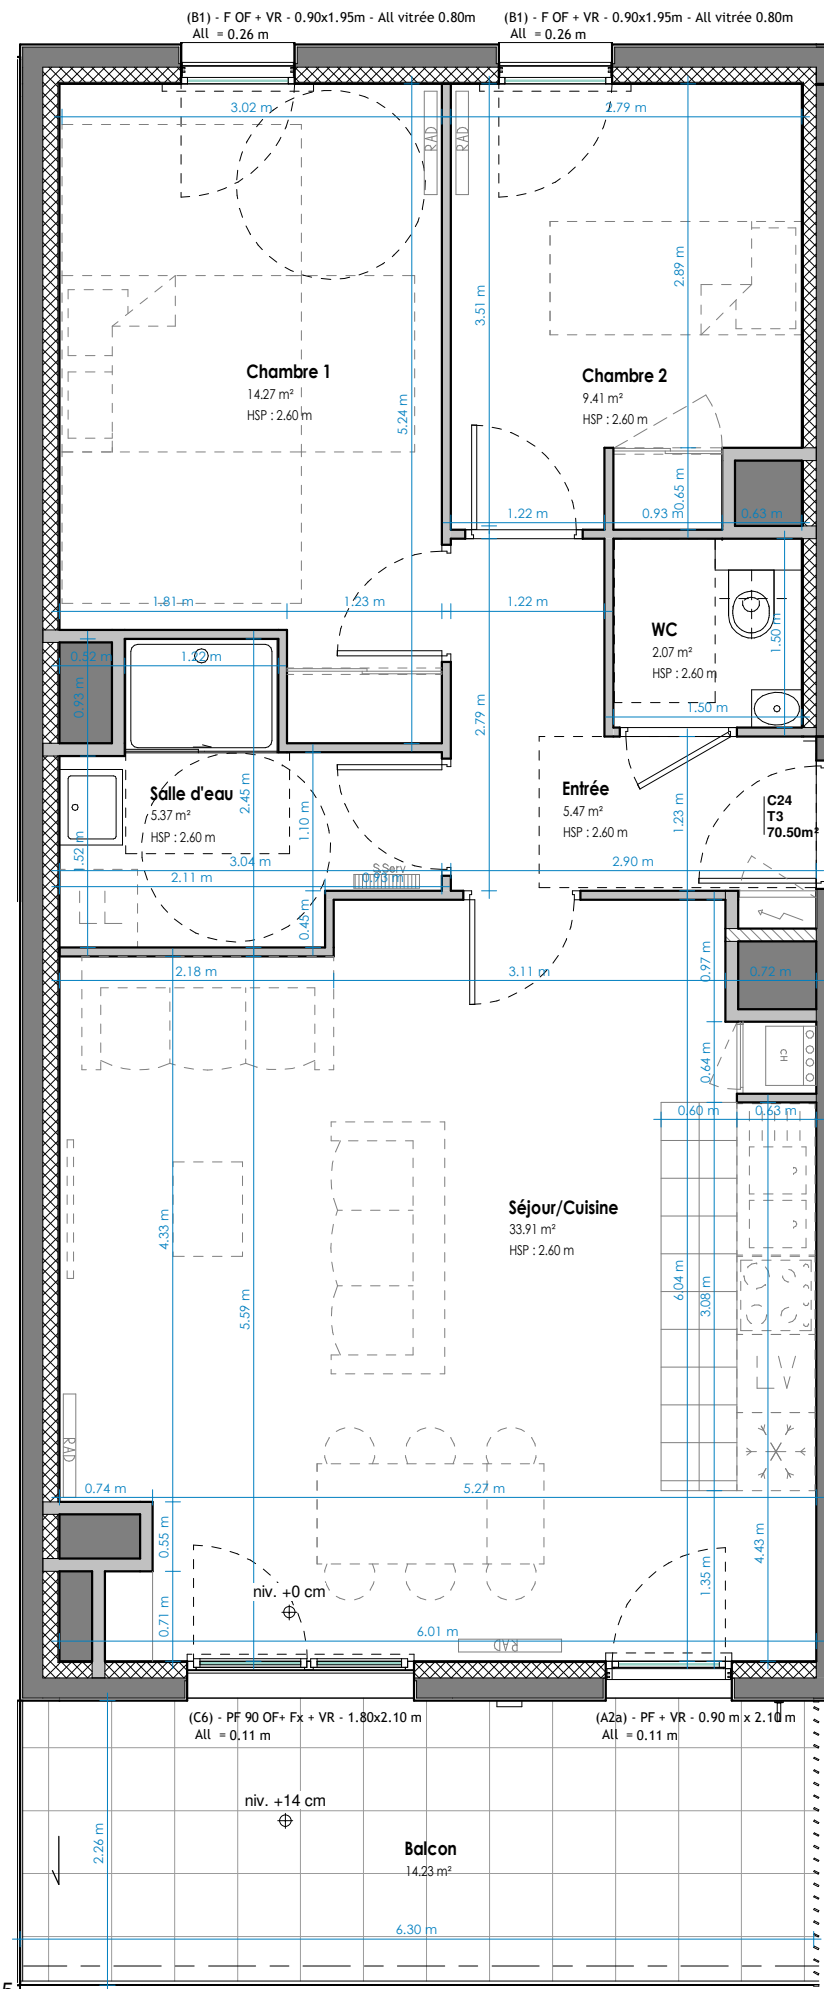 (B1) - F OF + VR - 0.90x1.95m - All vitrée 0.80m
All = 0.26 m
(B1) - F OF + VR - 0.90x1.95m - All vitrée 0.80m
All = 0.26 m
3.02 m
2.79 m
RAD
RAD
2.89 m
3.51 m
Chambre 1
14.27 m²
HSP : 2.60 m
Chambre 2
9.41 m²
HSP : 2.60 m
5.24 m
0.65 m
1.22 m
0.93 m
0.63 m
1.81 m
1.23 m
1.22 m
WC
2.07 m²
HSP : 2.60 m
1.50 m
1.50 m
0.52 m
1.22 m
0.93 m
2.79 m
Salle d'eau
5.37 m²
HSP : 2.60 m
2.45 m
1.10 m
Entrée
5.47 m²
HSP : 2.60 m
1.23 m
C24
T3
70.50m²
.52 m
3.04 m
2.90 m
S.Serv
2.11 m
0.93 m
0.45 m
2.18 m
3.11 m
0.97 m
0.72 m
0.64 m
CH
0.60 m
0.63 m
Séjour/Cuisine
33.91 m²
HSP : 2.60 m
4.33 m
5.59 m
6.04 m
3.08 m
LV
RAD
0.74 m
5.27 m
0.55 m
4.43 m
1.35 m
niv. +0 cm
0.71 m
6.01 m
RAD
(C6) - PF 90 OF+ Fx + VR - 1.80x2.10 m
All = 0.11 m
(A2a) - PF + VR - 0.90 m x 2.10 m
All = 0.11 m
niv. +14 cm
2.26 m
Balcon
14.23 m²
6.30 m